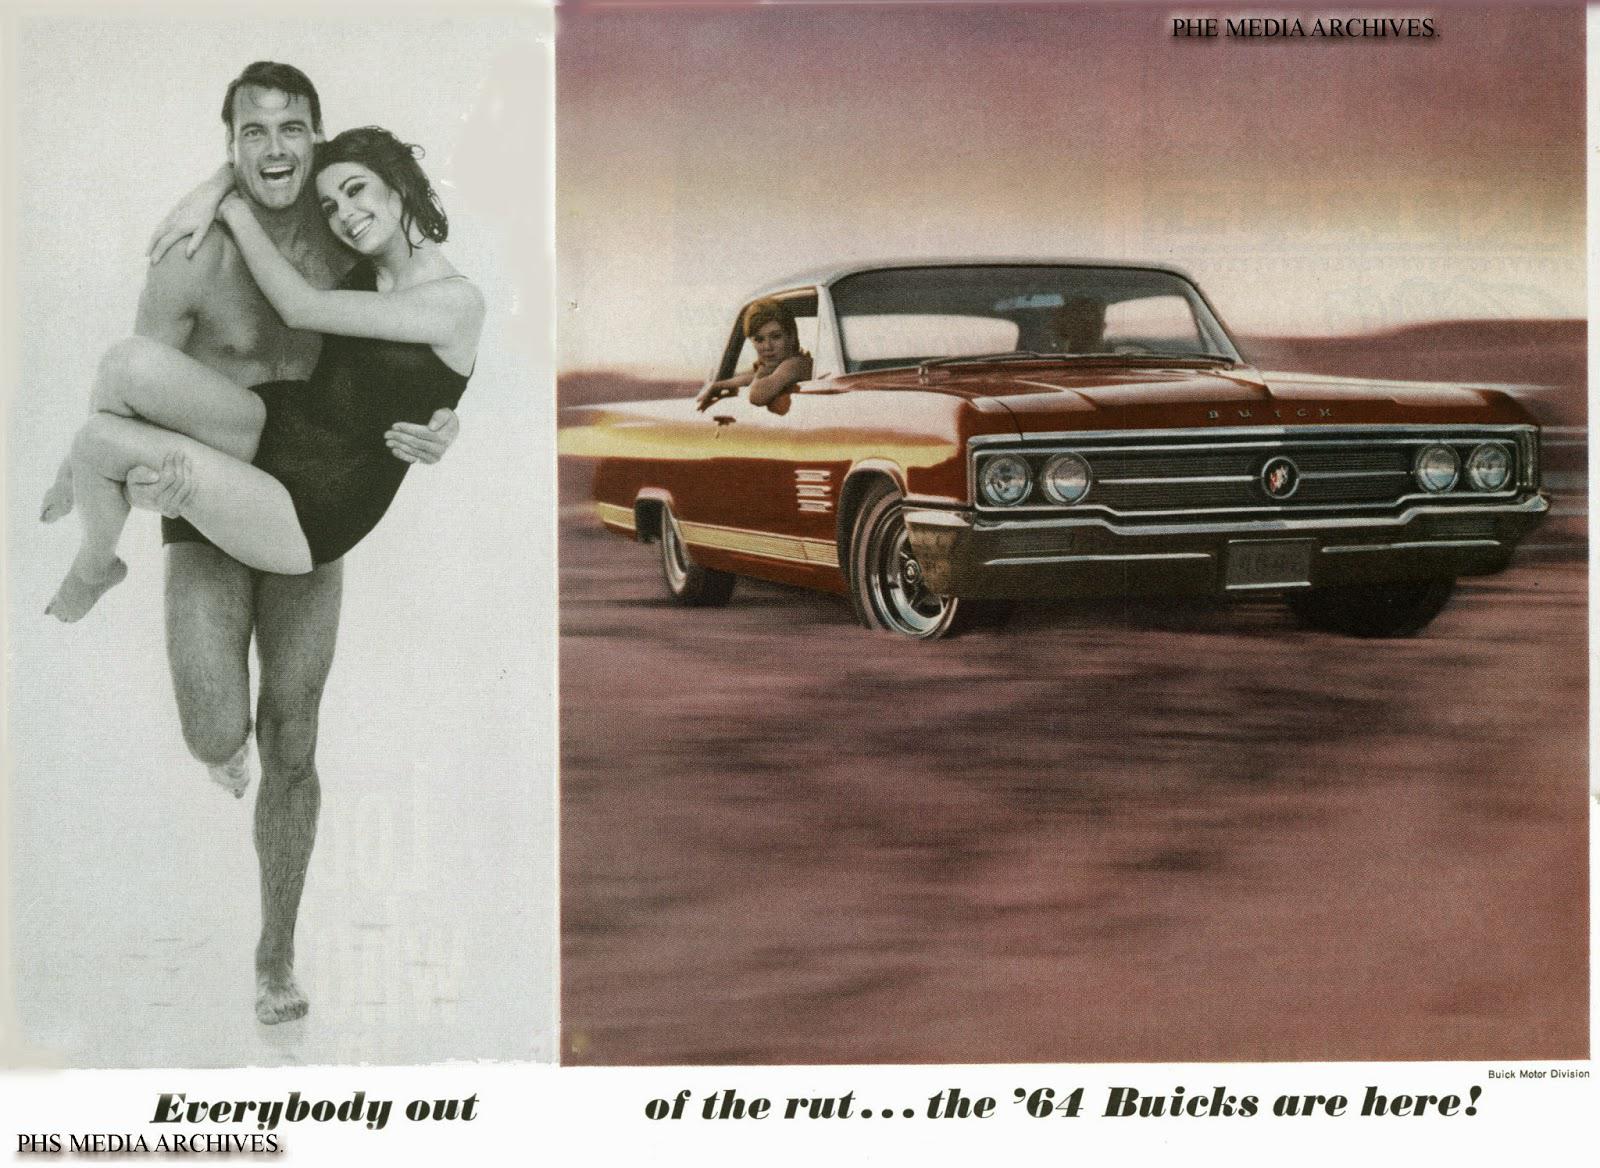 PHE MEDIA ARCHIVES.
BUICK
Buick Motor Division
Everybody out of the rut...the ’64 Buicks are here!
PHS MEDIA ARCHIVES.